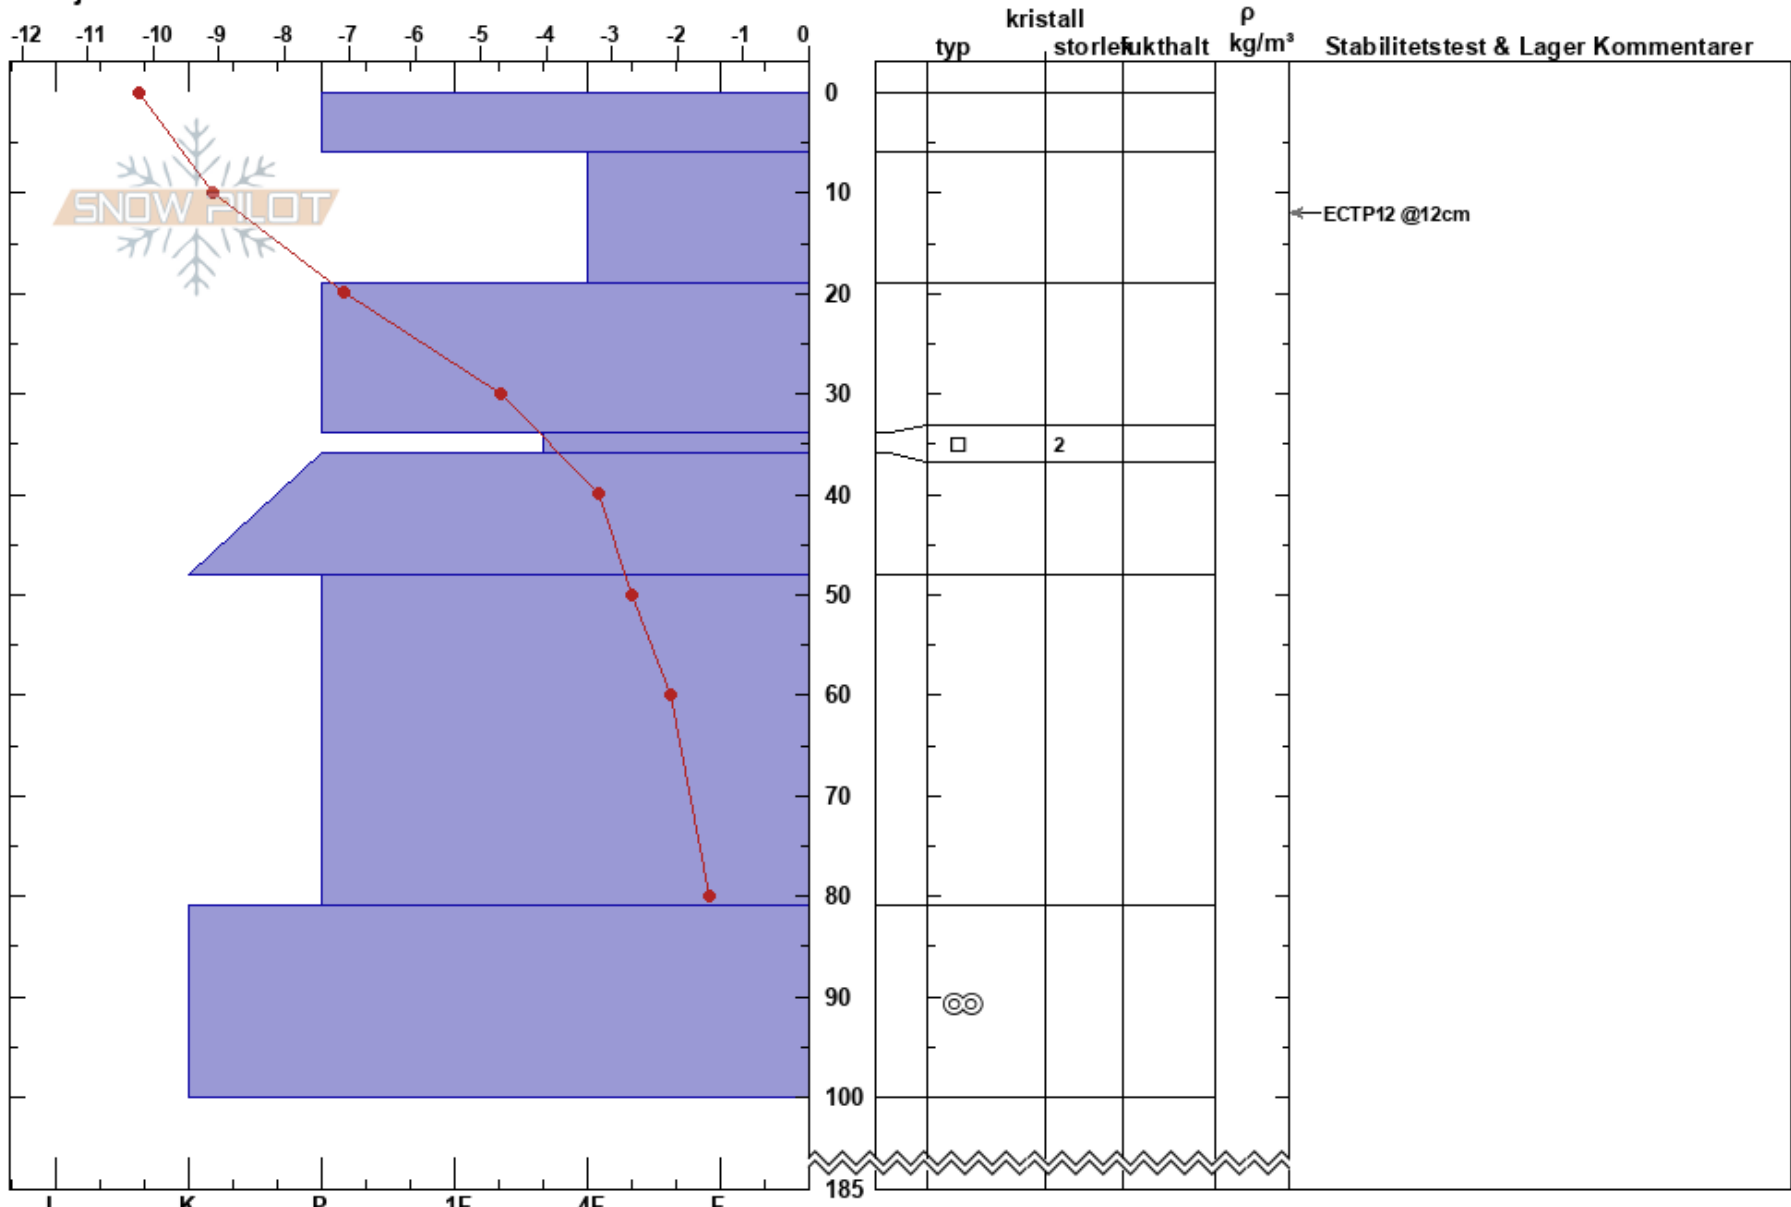 kristall ρ
-12 -11 -10 -9 -8 -7 -6 -5 -4 -3 -2 -1 0 typ storlek fukthalt kg/m³ Stabilitetstest & Lager Kommentarer
0
10
SNOW PILOT
ECTP12 @12cm
20
30
2
40
50
60
70
80
90
100
185
I K P 1F 4F F